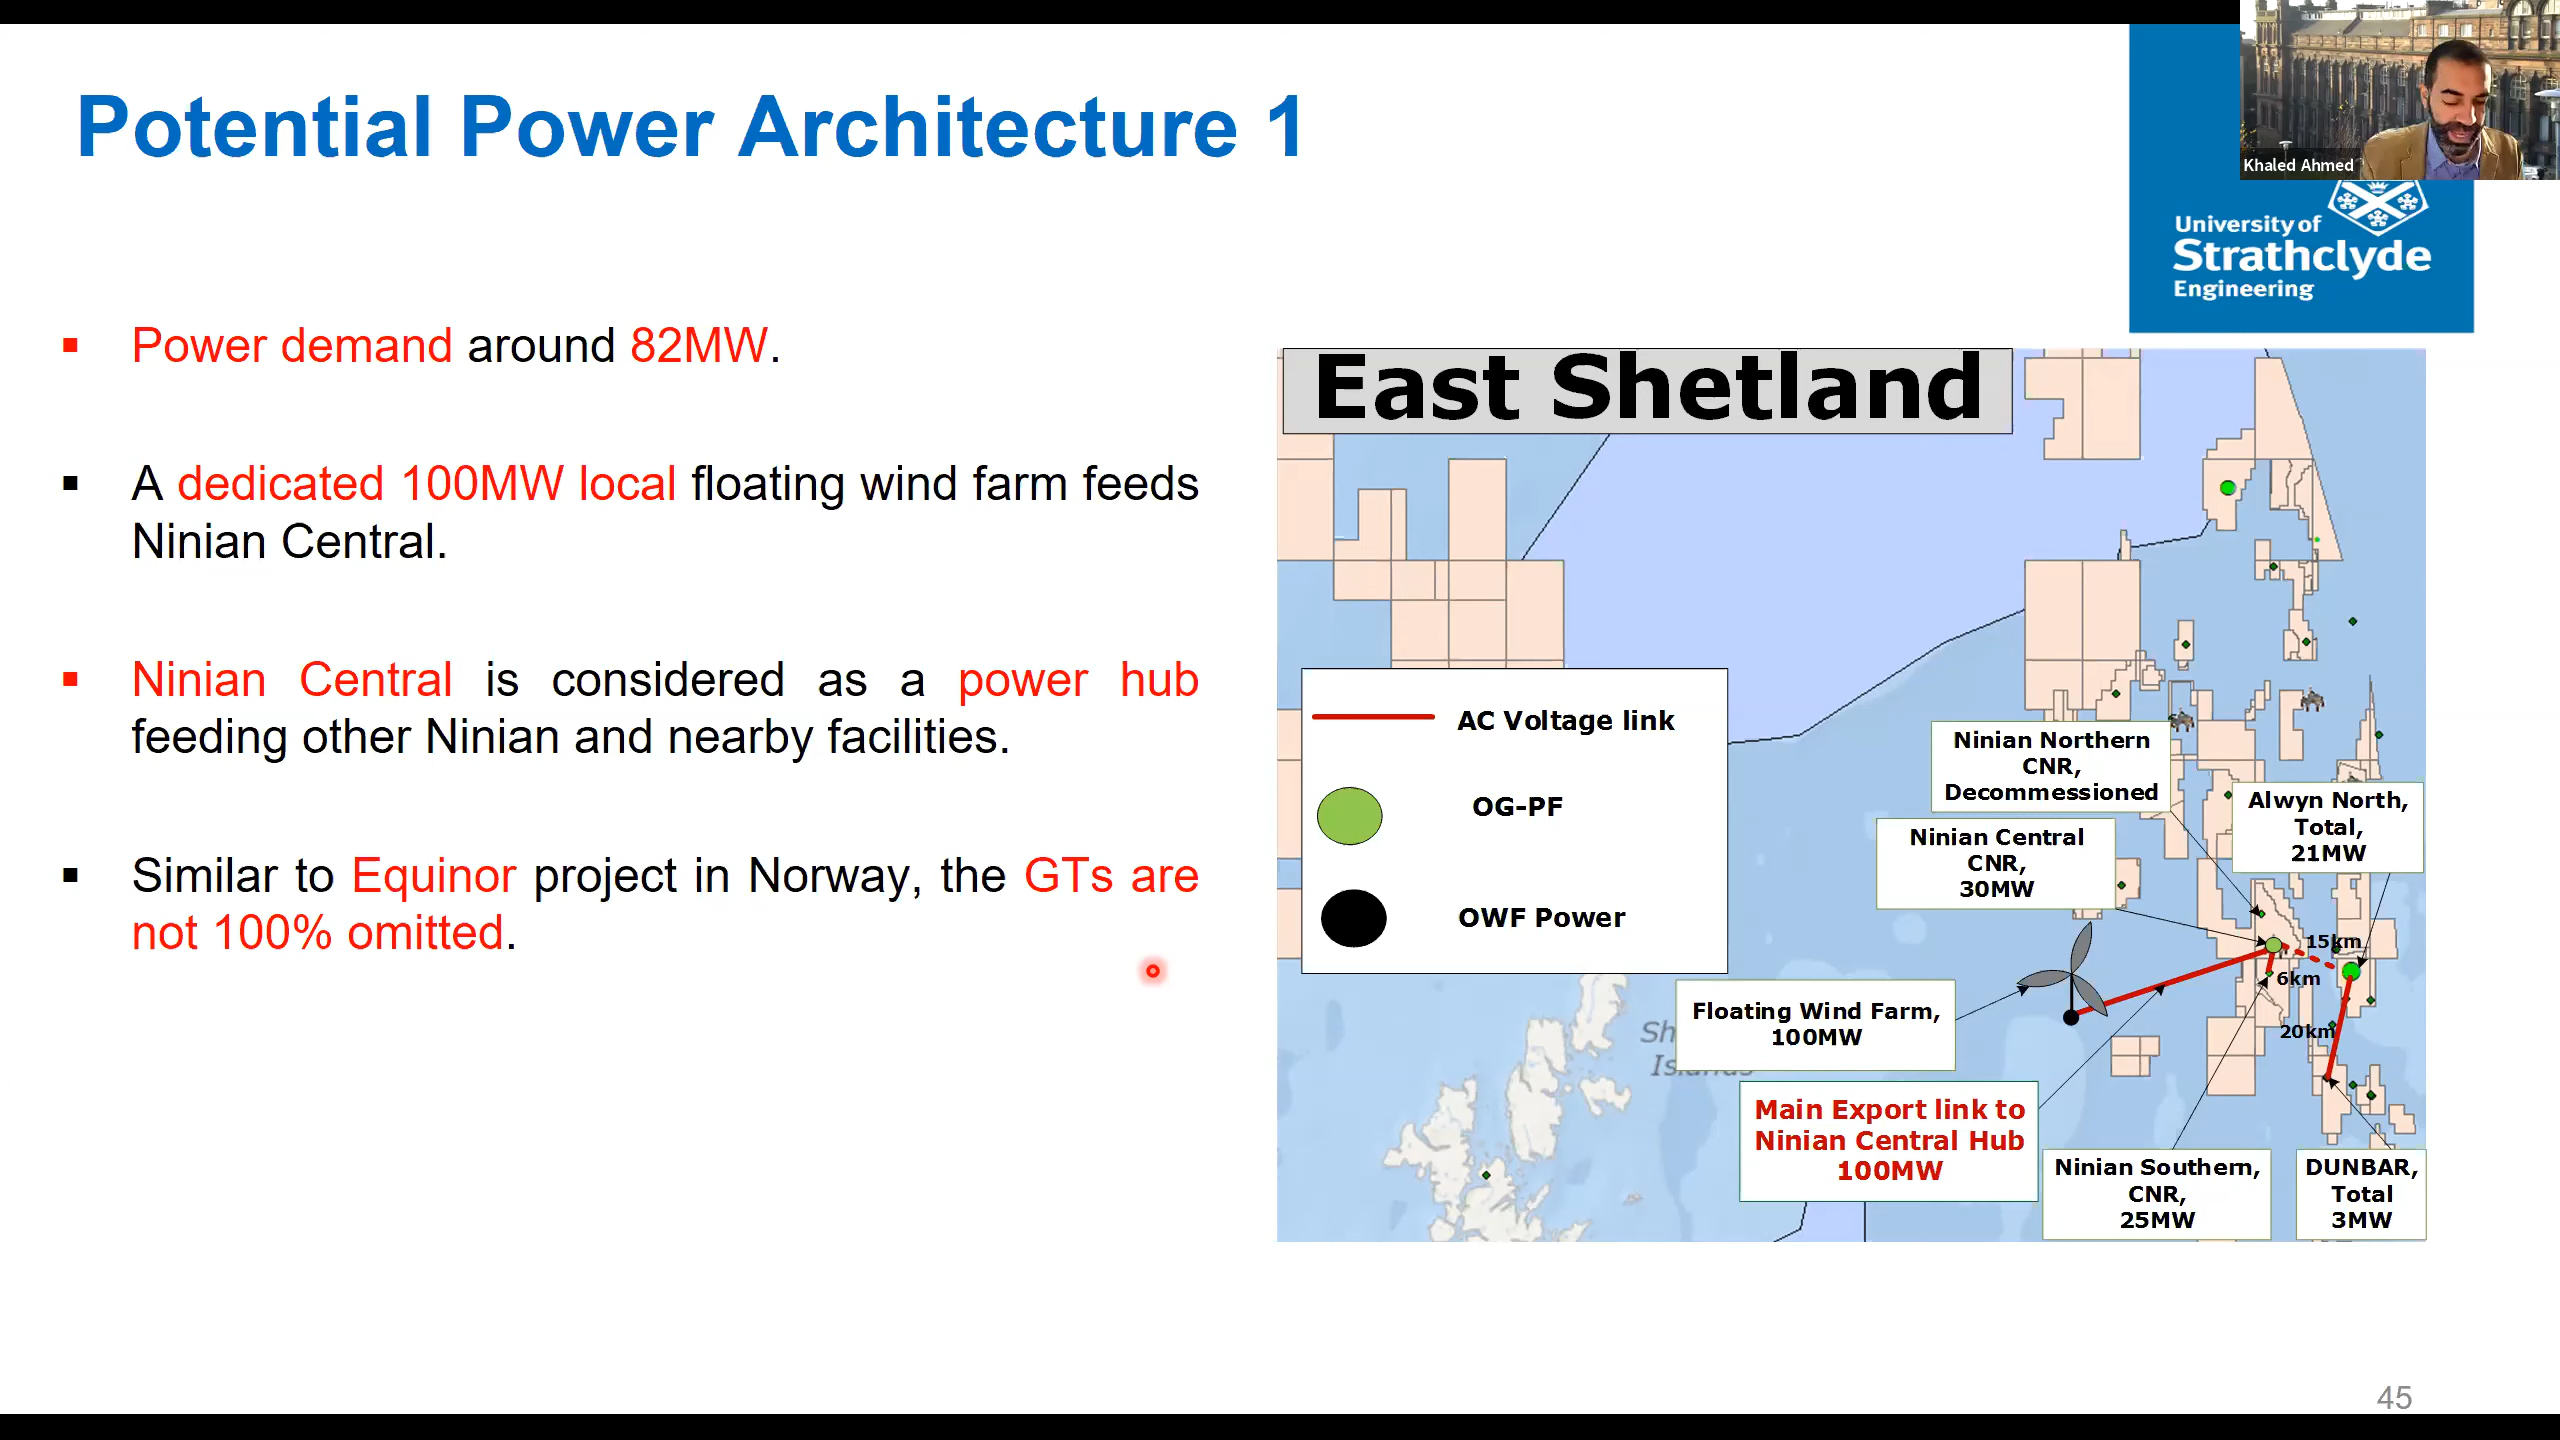 Potential Power Architecture 1
Khaled Ahmed
University of
Strathclyde
Engineering
▪ Power demand around 82MW.
▪ A dedicated 100MW local floating wind farm feeds
Ninian Central.
▪ Ninian Central is considered as a power hub
feeding other Ninian and nearby facilities.
▪ Similar to Equinor project in Norway, the GTs are
not 100% omitted.
East Shetland
AC Voltage link
OG-PF
OWF Power
Ninian Northern
CNR,
Decommessioned
Alwyn North,
Total,
21MW
Ninian Central
CNR,
30MW
15km
6km
20km
Floating Wind Farm,
100MW
Main Export link to
Ninian Central Hub
100MW
Ninian Southern,
CNR,
25MW
DUNBAR,
Total
3MW
45